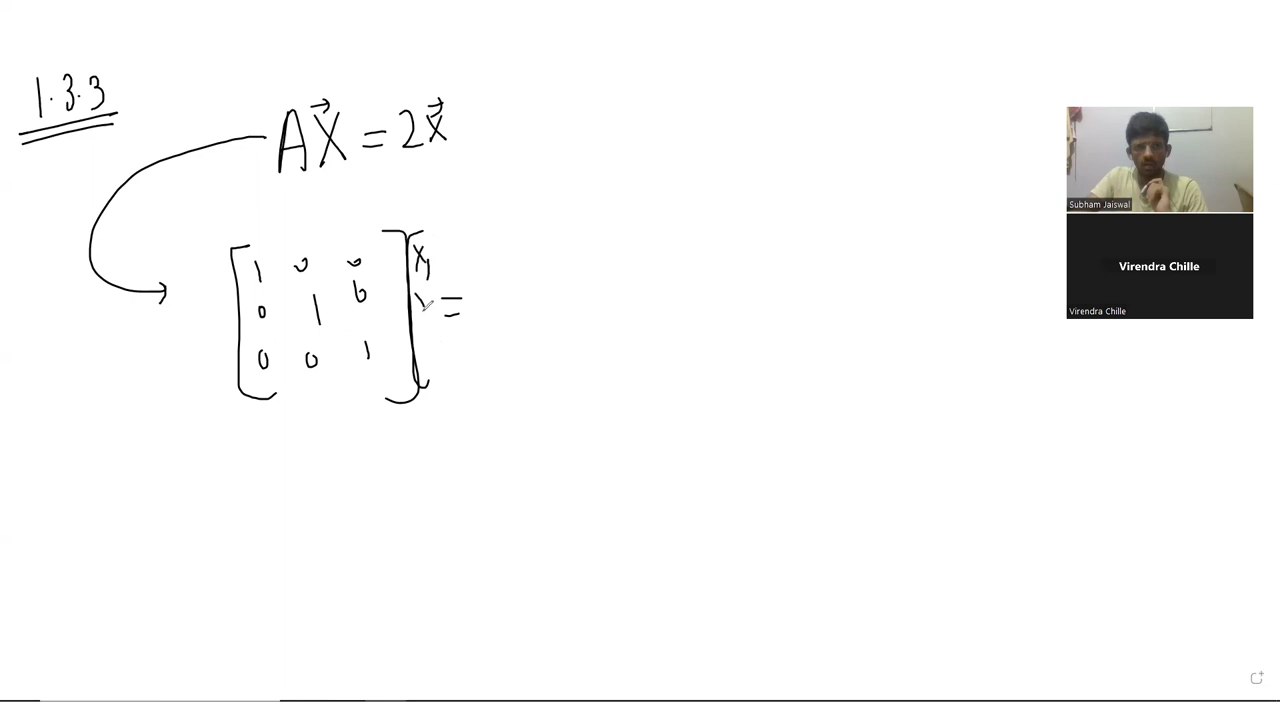 1.3.3
AX⃗ = 2X⃗
1 0 0 X₁
0 1 0 =
0 0 1
Subham Jaiswal
Virendra Chille
Virendra Chille